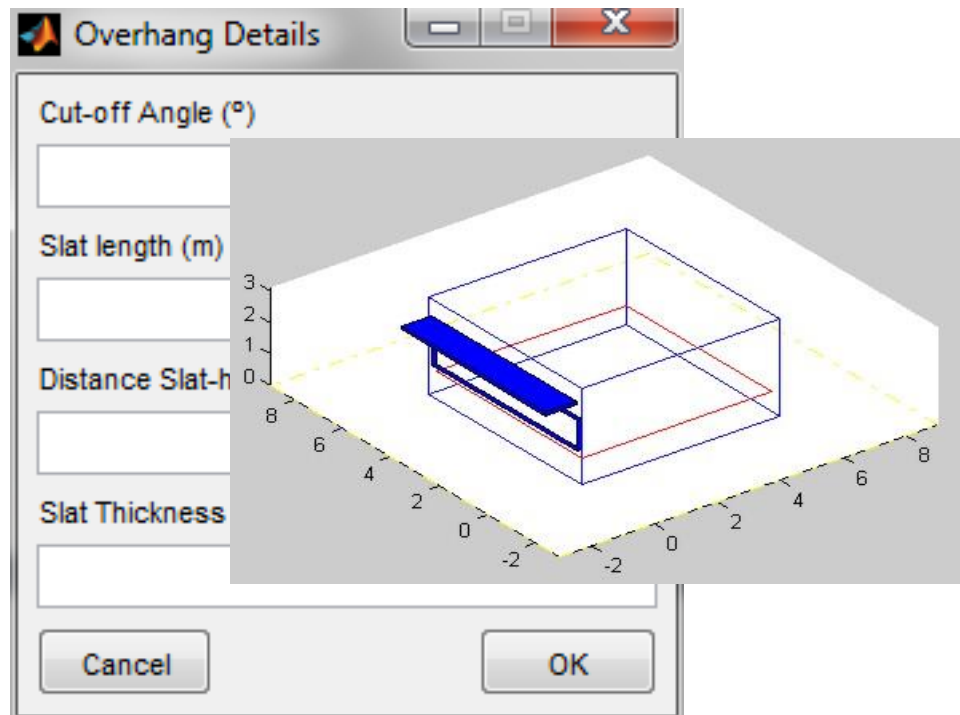 Overhang Details
Cut-off Angle (º)
Slat length (m)
Distance Slat-h
Slat Thickness
3
2
1
0
8
6
4
2
0
-2
-2
0
2
4
6
8
Cancel
OK